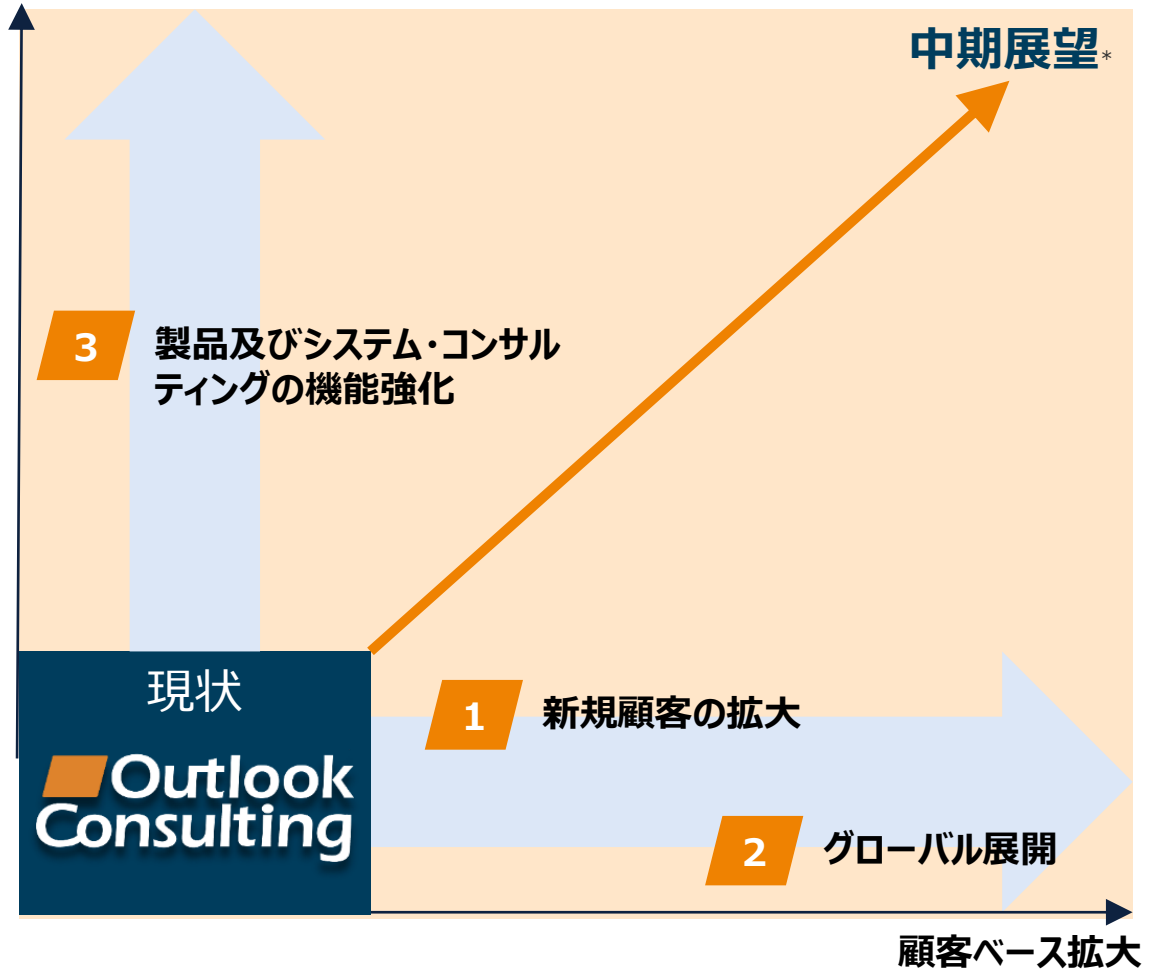 中期展望*
3
製品及びシステム・コンサル
ティングの機能強化
現状
Outlook
Consulting
1
新規顧客の拡大
2
グローバル展開
顧客ベース拡大